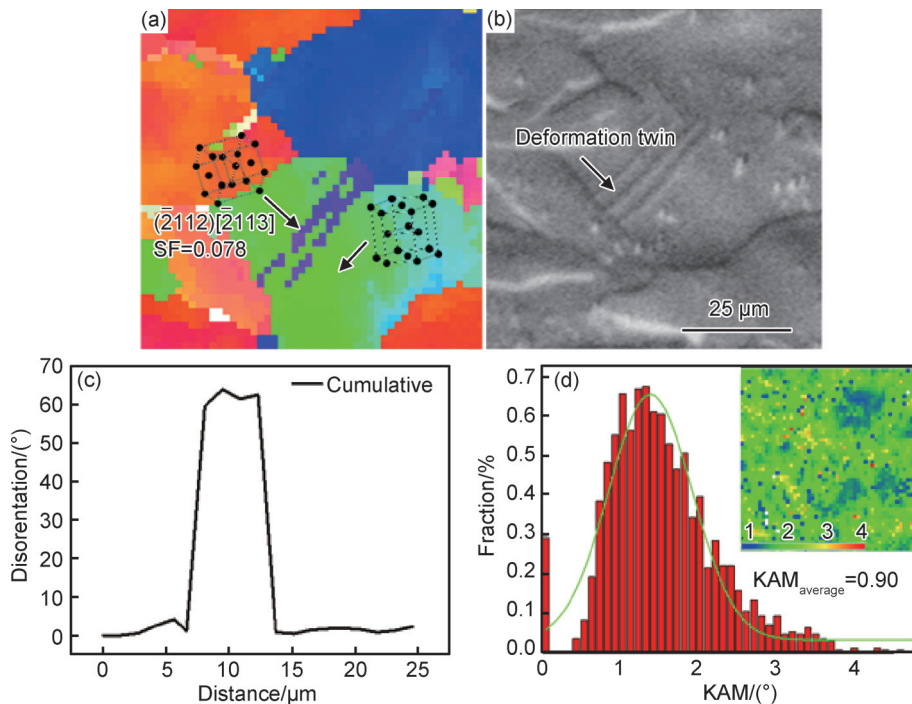 (a)
(2̄112)[2̄113]
SF=0.078
(b)
Deformation twin
25 μm
(c)
Cumulative
70
60
50
40
30
20
10
0
Disorentation/(°)
0 5 10 15 20 25
Distance/μm
(d)
0.7
0.6
0.5
0.4
0.3
0.2
0.1
0.0
Fraction/%
1 2 3 4
KAMaverage=0.90
0 1 2 3 4
KAM/(°)